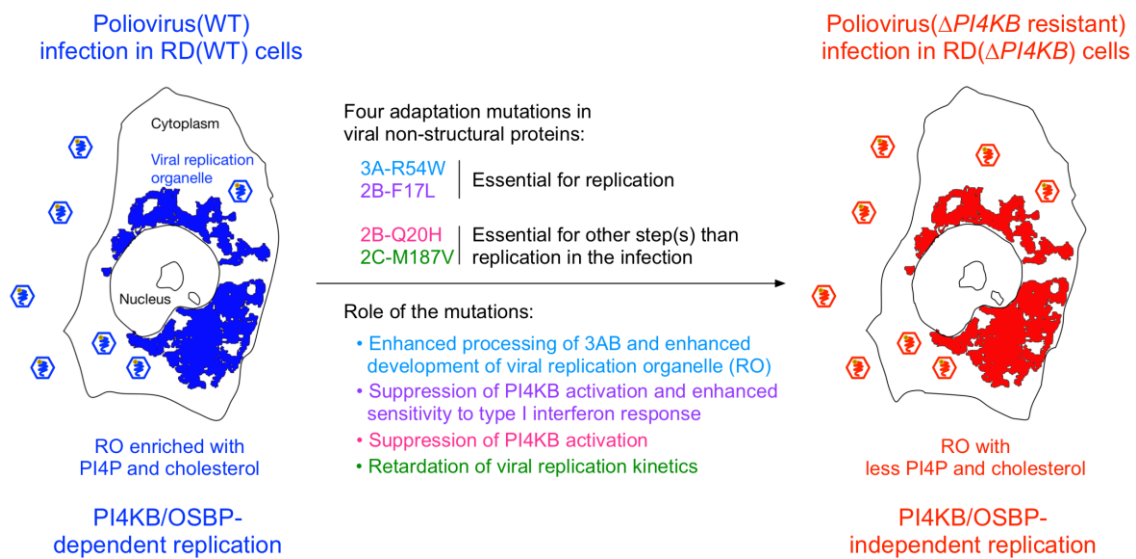 Poliovirus(WT)
infection in RD(WT) cells
Cytoplasm
Viral replication
organelle
Nucleus
RO enriched with
PI4P and cholesterol
PI4KB/OSBP-
dependent replication
Four adaptation mutations in
viral non-structural proteins:
3A-R54W
2B-F17L
Essential for replication
2B-Q20H
2C-M187V
Essential for other step(s) than
replication in the infection
Role of the mutations:
• Enhanced processing of 3AB and enhanced
development of viral replication organelle (RO)
• Suppression of PI4KB activation and enhanced
sensitivity to type I interferon response
• Suppression of PI4KB activation
• Retardation of viral replication kinetics
Poliovirus(ΔPI4KB resistant)
infection in RD(ΔPI4KB) cells
RO with
less PI4P and cholesterol
PI4KB/OSBP-
independent replication